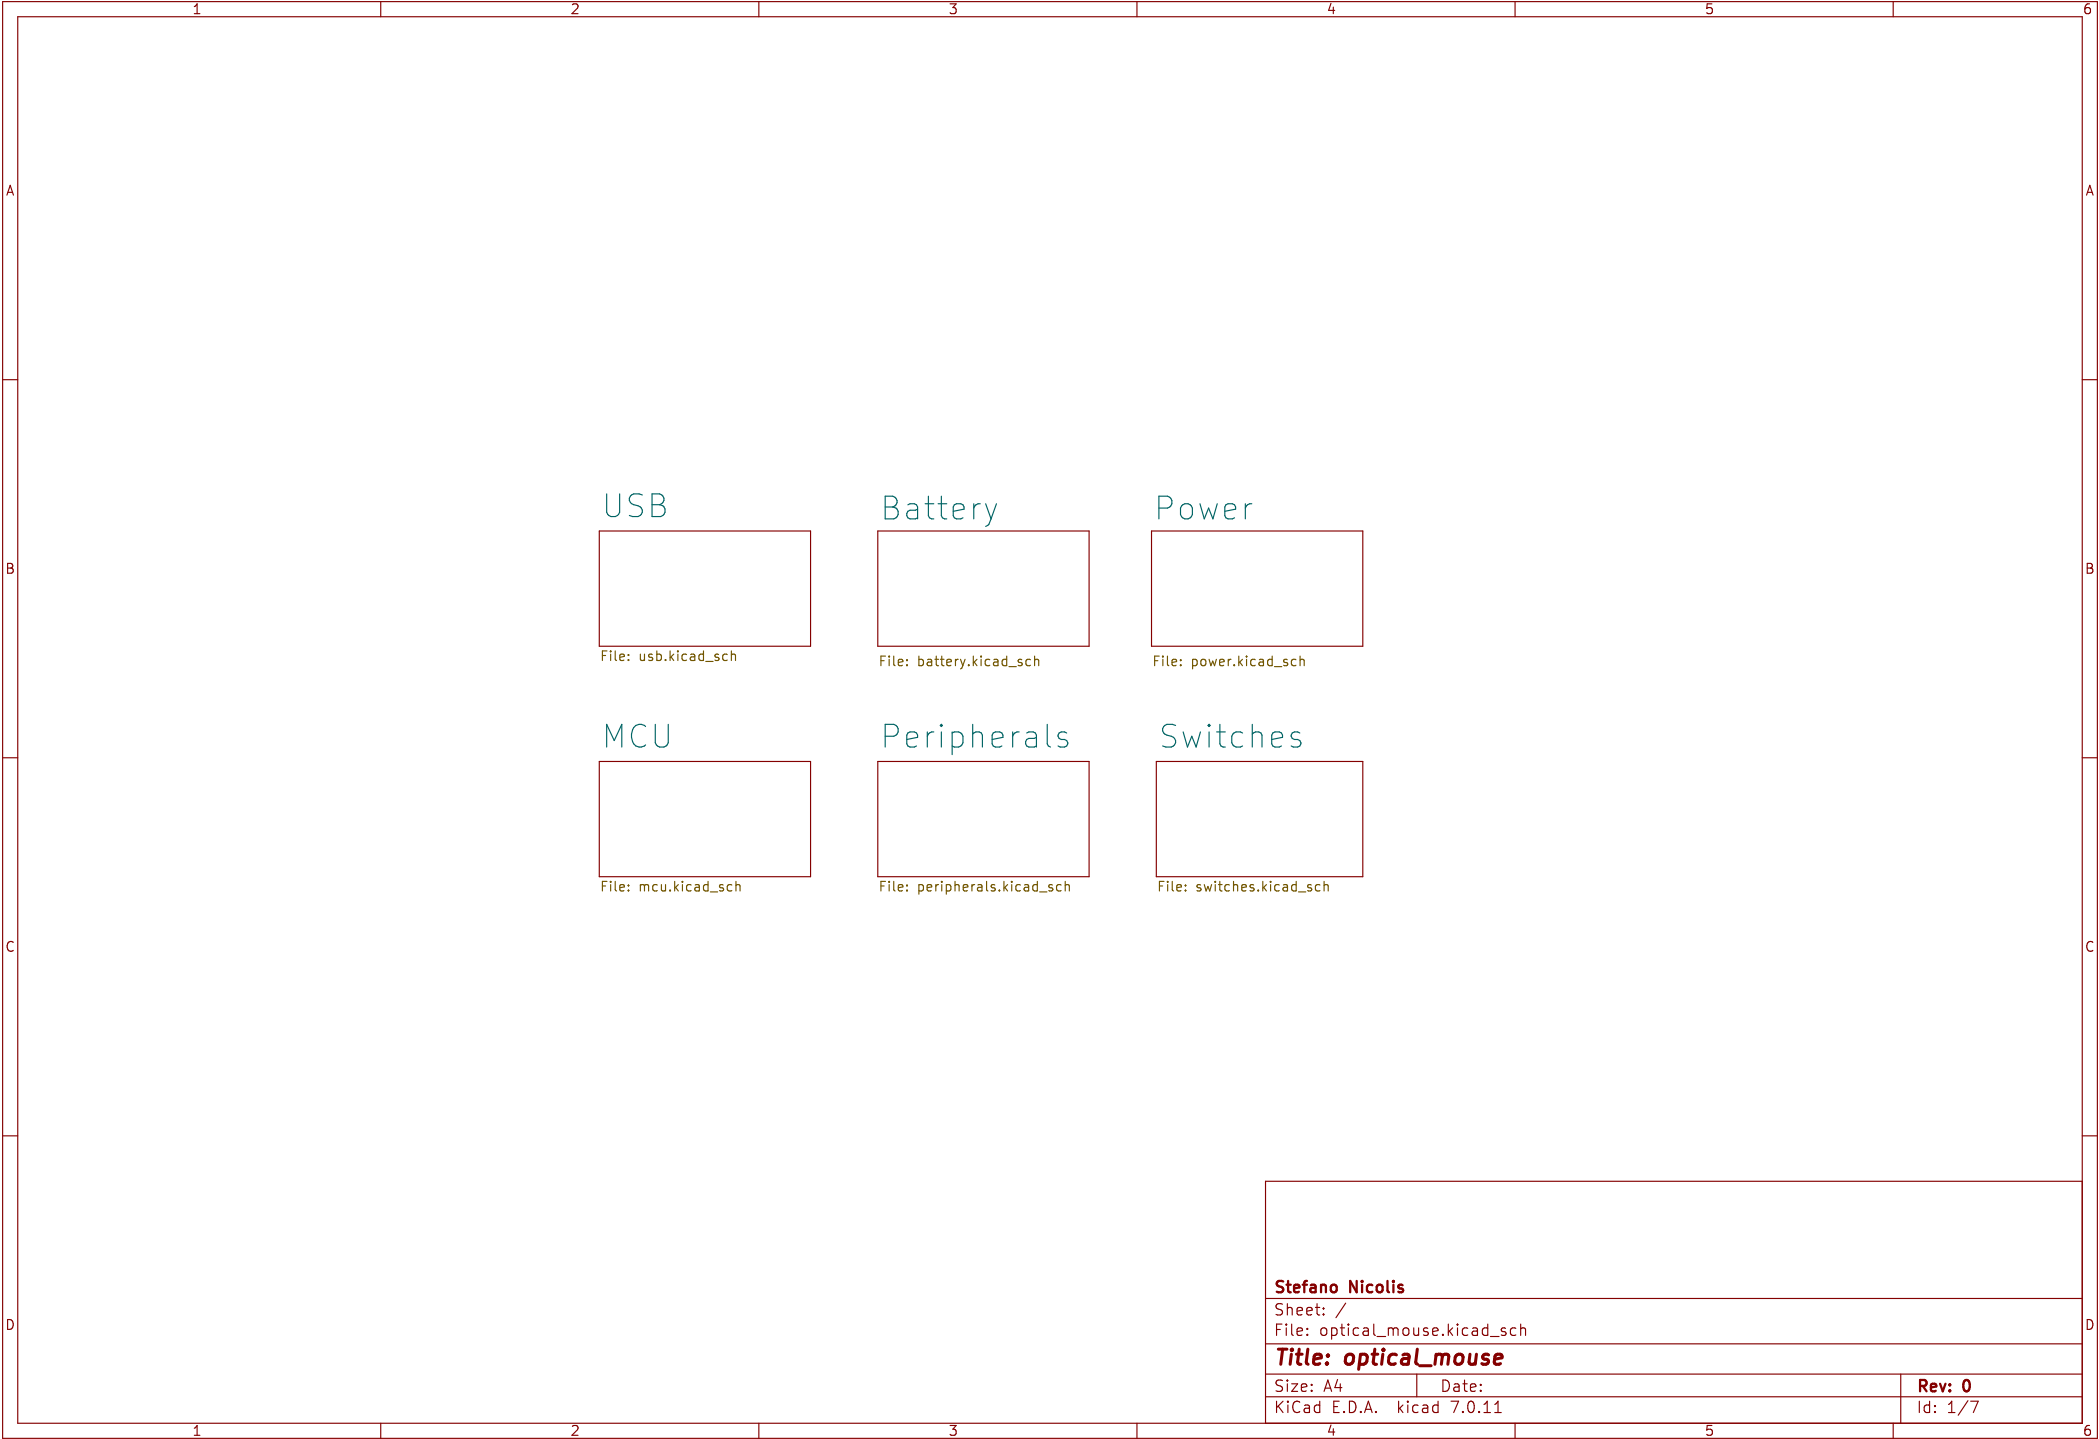 1 2 3 4 5 6
A A
USB Battery Power
B B
File: usb.kicad_sch File: battery.kicad_sch File: power.kicad_sch
MCU Peripherals Switches
File: mcu.kicad_sch File: peripherals.kicad_sch File: switches.kicad_sch
C C
Stefano Nicolis
Sheet: /
D D
File: optical_mouse.kicad_sch
Title: optical_mouse
Size: A4 Date: Rev: 0
KiCad E.D.A. kicad 7.0.11 Id: 1/7
1 2 3 4 5 6